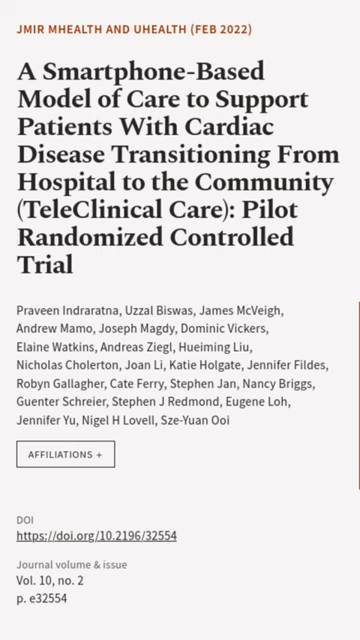 JMIR MHEALTH AND UHEALTH (FEB 2022)
A Smartphone-Based
Model of Care to Support
Patients With Cardiac
Disease Transitioning From
Hospital to the Community
(TeleClinical Care): Pilot
Randomized Controlled
Trial
Praveen Indraratna, Uzzal Biswas, James McVeigh,
Andrew Mamo, Joseph Magdy, Dominic Vickers,
Elaine Watkins, Andreas Ziegl, Hueiming Liu,
Nicholas Cholerton, Joan Li, Katie Holgate, Jennifer Fildes,
Robyn Gallagher, Cate Ferry, Stephen Jan, Nancy Briggs,
Guenter Schreier, Stephen J Redmond, Eugene Loh,
Jennifer Yu, Nigel H Lovell, Sze-Yuan Ooi
AFFILIATIONS +
DOI
https://doi.org/10.2196/32554
Journal volume & issue
Vol. 10, no. 2
p. e32554